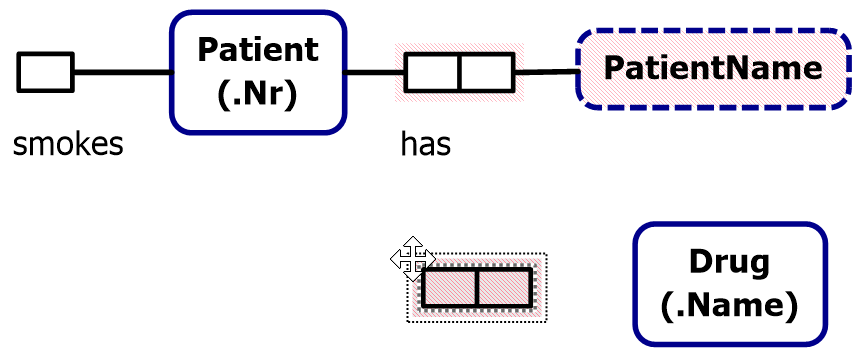 Patient
(.Nr)
PatientName
smokes
has
Drug
(.Name)